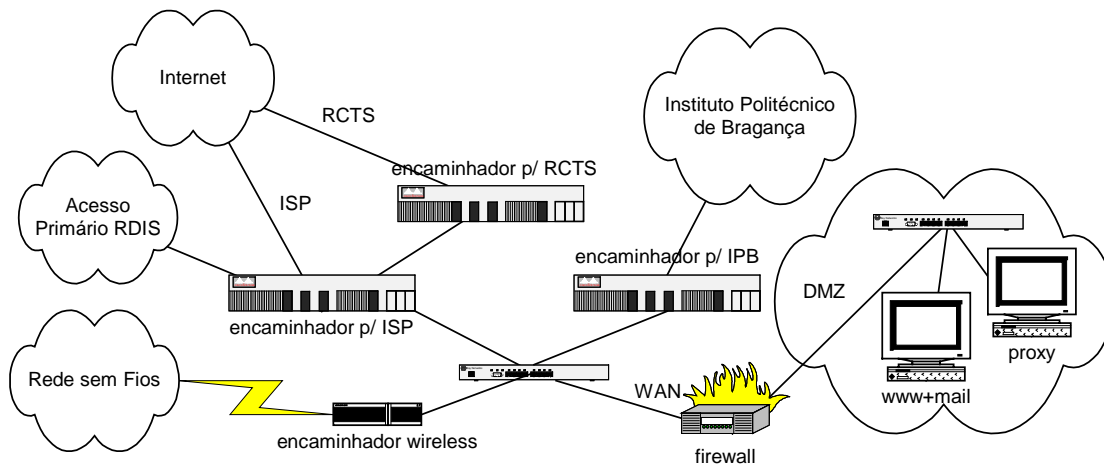 Internet
RCTS
Instituto Politécnico
de Bragança
encaminhador p/ RCTS
ISP
Acesso
Primário RDIS
encaminhador p/ IPB
DMZ
encaminhador p/ ISP
proxy
Rede sem Fios
WAN
www+mail
encaminhador wireless
firewall